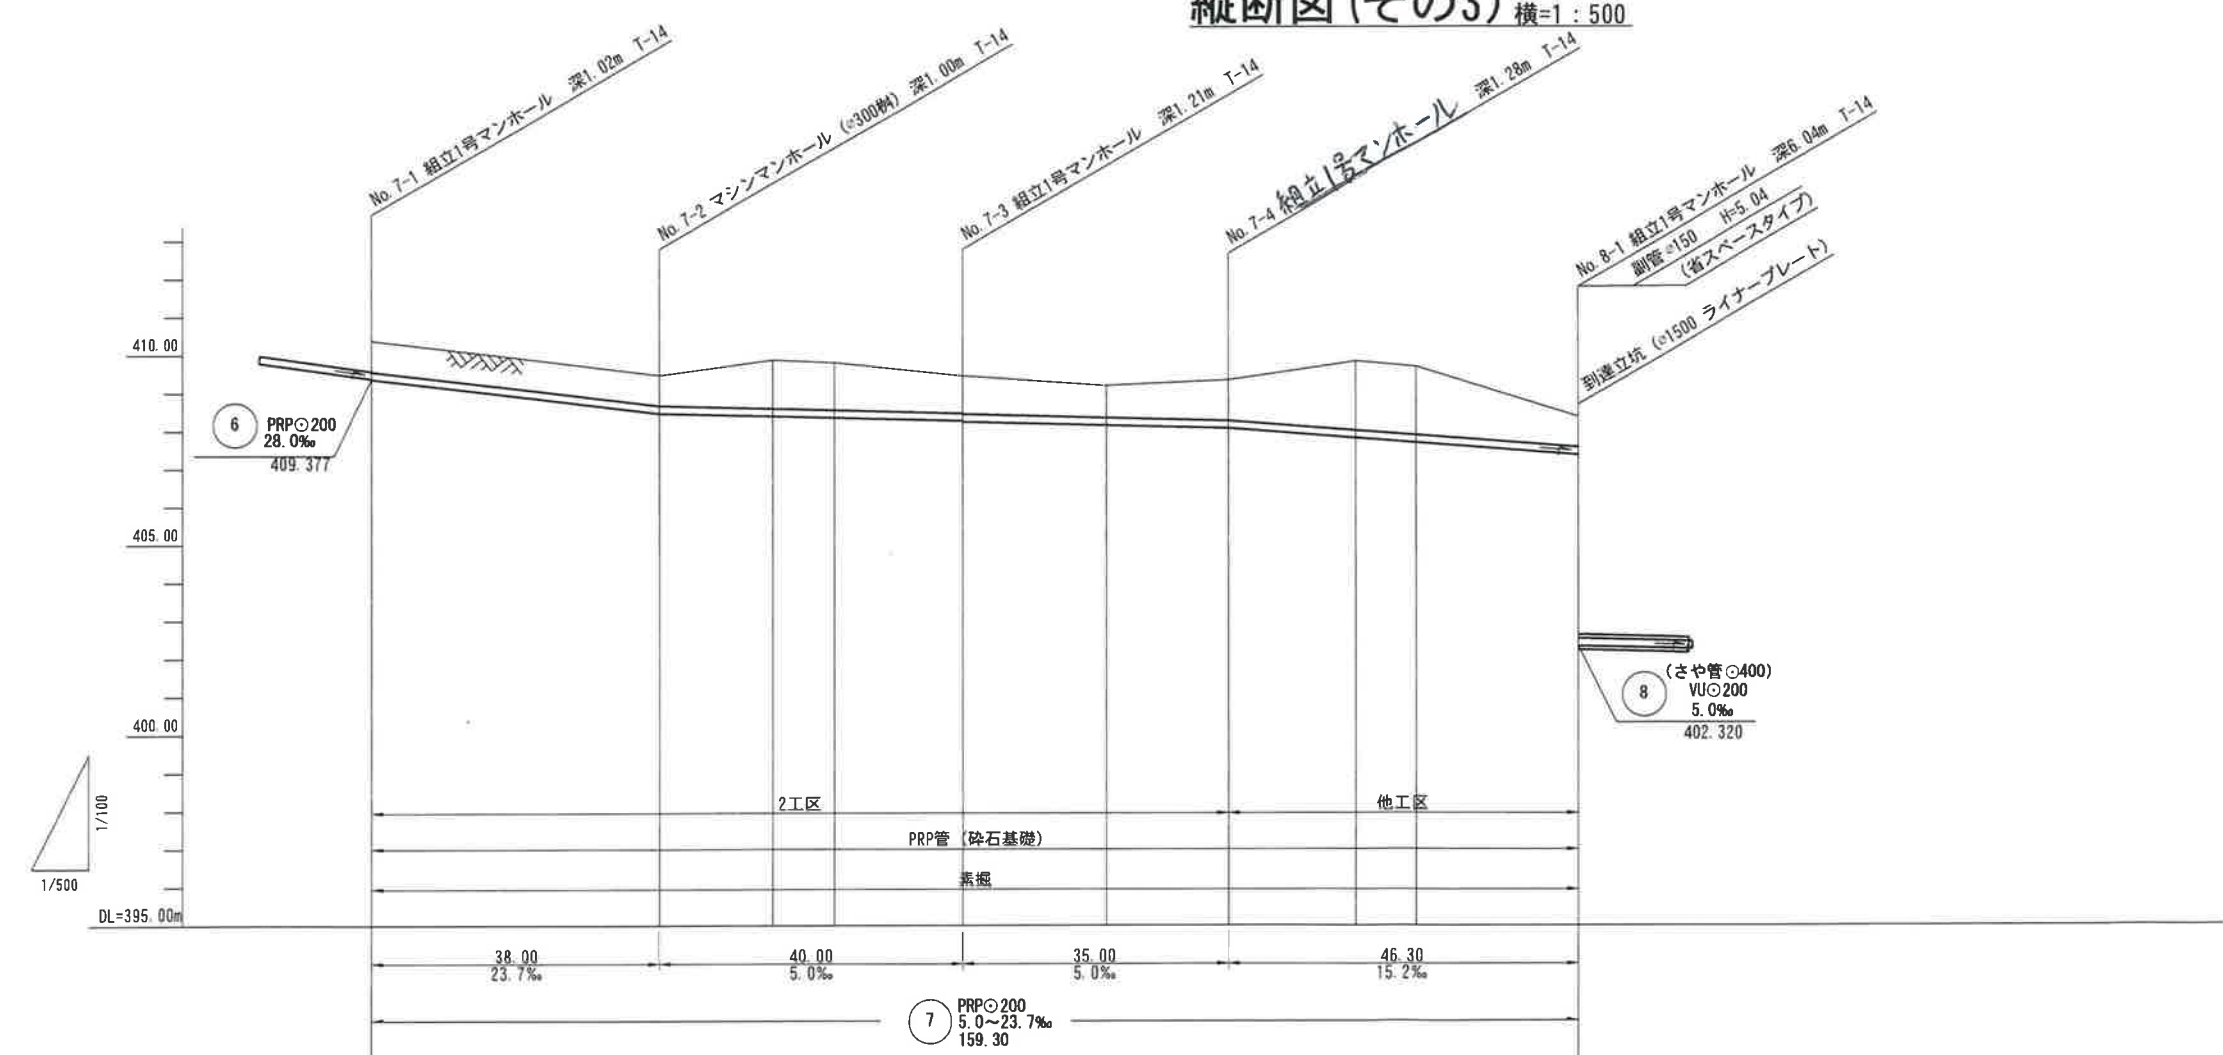 縦断図(その3) 横=1:500
No.7-1 組立1号マンホール 深1.02m T-14
No.7-2 マシンマンホール (⌀300桝) 深1.00m T-14
No.7-3 組立1号マンホール 深1.21m T-14
No.7-4 組立1号マンホール 深1.28m T-14
No.8-1 組立1号マンホール 深6.04m T-14
副管⌀150 H=5.04
(省スペースタイプ)
到達立坑 (⌀1500 ライナープレート)
410.00
405.00
400.00
DL=395.00m
6 PRP⊙200
28.0‰
409.377
(さや管⊙400)
8 VU⊙200
5.0‰
402.320
1/100
1/500
2工区
他工区
PRP管 (砕石基礎)
素掘
38.00
23.7‰
40.00
5.0‰
35.00
5.0‰
46.30
15.2‰
7 PRP⊙200
5.0~23.7‰
159.30